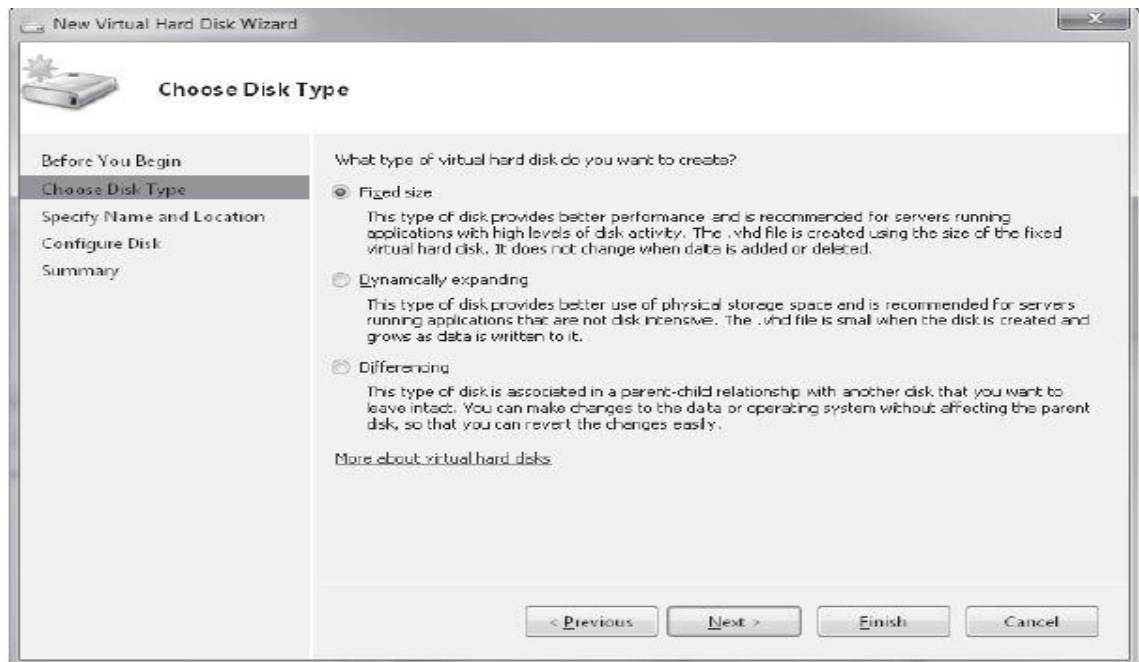 New Virtual Hard Disk Wizard
Choose Disk Type
Before You Begin
Choose Disk Type
Specify Name and Location
Configure Disk
Summary
What type of virtual hard disk do you want to create?
Fixed size
This type of disk provides better performance and is recommended for servers running
applications with high levels of disk activity. The .vhd file is created using the size of the fixed
virtual hard disk. It does not change when data is added or deleted.
Dynamically expanding
This type of disk provides better use of physical storage space and is recommended for servers
running applications that are not disk intensive. The .vhd file is small when the disk is created and
grows as data is written to it.
Differencing
This type of disk is associated in a parent-child relationship with another disk that you want to
leave intact. You can make changes to the data or operating system without affecting the parent
disk, so that you can revert the changes easily.
More about virtual hard disks
< Previous
Next >
Finish
Cancel